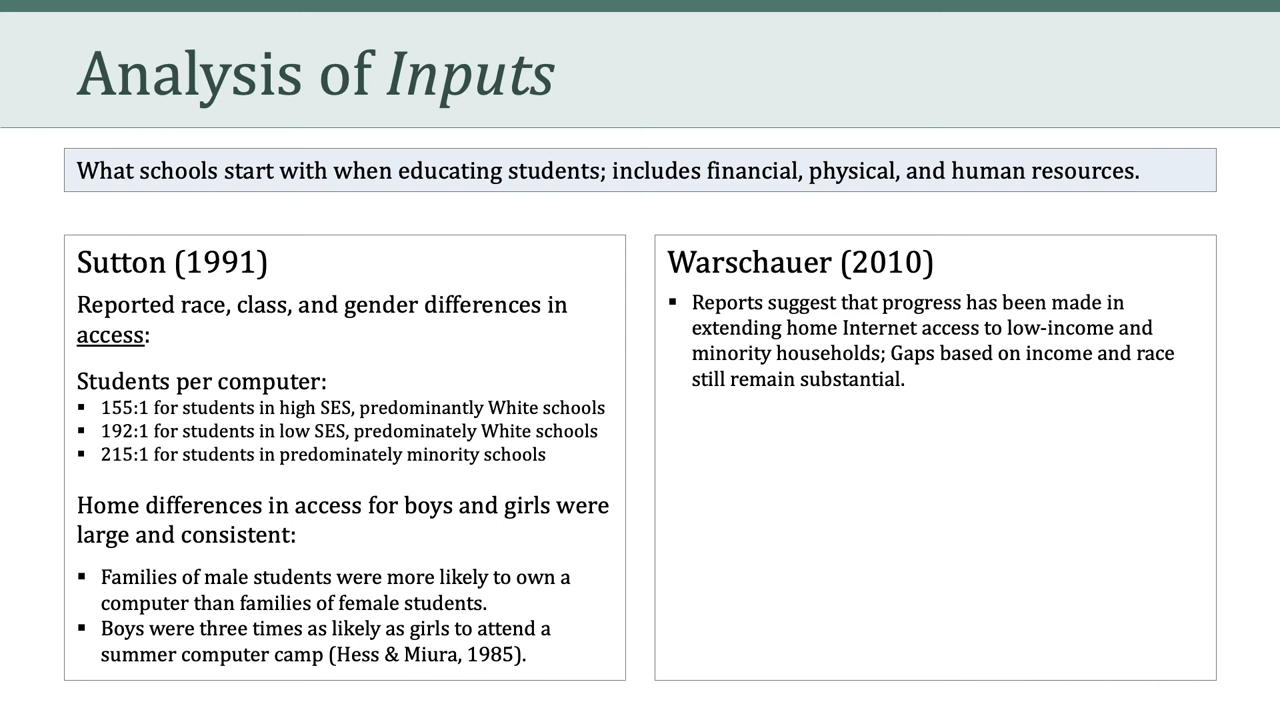 Analysis of Inputs
What schools start with when educating students; includes financial, physical, and human resources.
Sutton (1991)
Reported race, class, and gender differences in
access:
Students per computer:
▪ 155:1 for students in high SES, predominantly White schools
▪ 192:1 for students in low SES, predominately White schools
▪ 215:1 for students in predominately minority schools
Home differences in access for boys and girls were
large and consistent:
▪ Families of male students were more likely to own a
computer than families of female students.
▪ Boys were three times as likely as girls to attend a
summer computer camp (Hess & Miura, 1985).
Warschauer (2010)
▪ Reports suggest that progress has been made in
extending home Internet access to low-income and
minority households; Gaps based on income and race
still remain substantial.